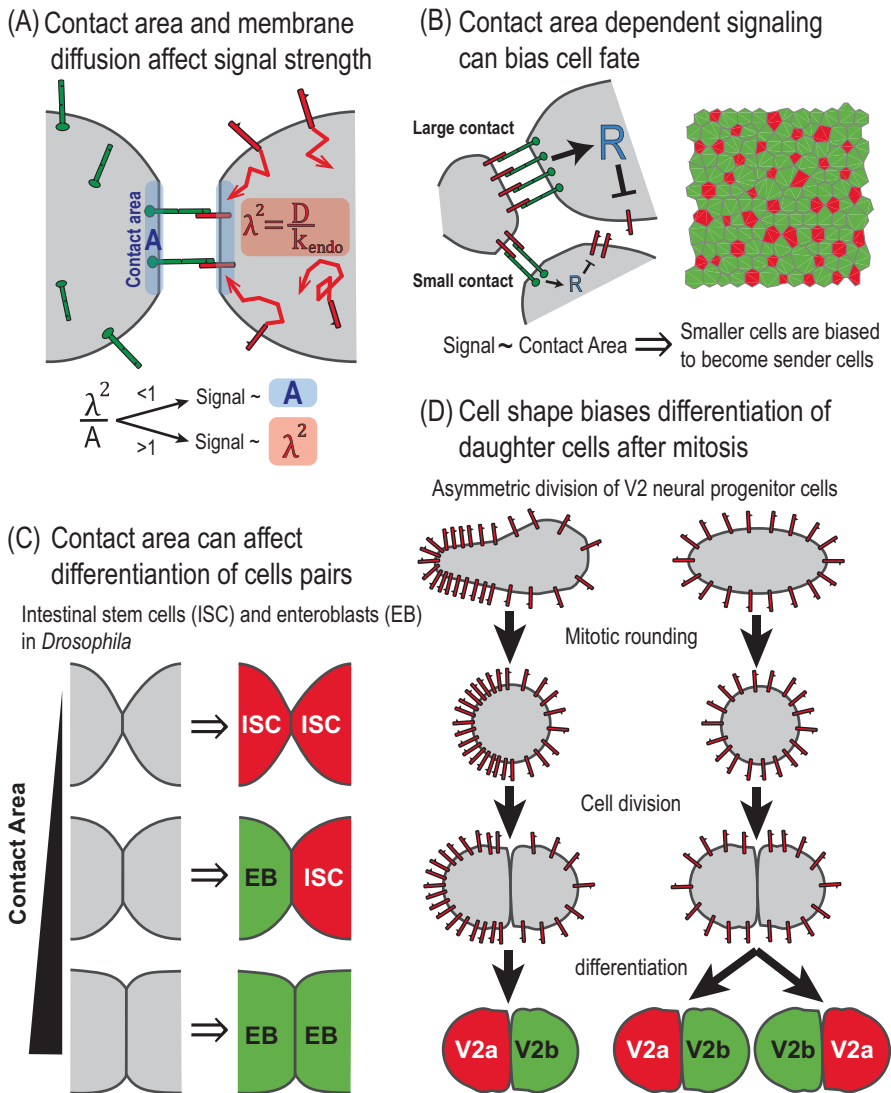 (A) Contact area and membrane
diffusion affect signal strength
Contact area
A
λ² = D
k_endo
λ²
A
<1
Signal ~ A
>1
Signal ~ λ²
(B) Contact area dependent signaling
can bias cell fate
Large contact
R
Small contact
R
Signal ~ Contact Area ⇒ Smaller cells are biased
to become sender cells
(C) Contact area can affect
differentiantion of cells pairs
Intestinal stem cells (ISC) and enteroblasts (EB)
in Drosophila
Contact Area
⇒ ISC ISC
⇒ EB ISC
⇒ EB EB
(D) Cell shape biases differentiation of
daughter cells after mitosis
Asymmetric division of V2 neural progenitor cells
Mitotic rounding
Cell division
differentiation
V2a V2b V2a V2b V2b V2a